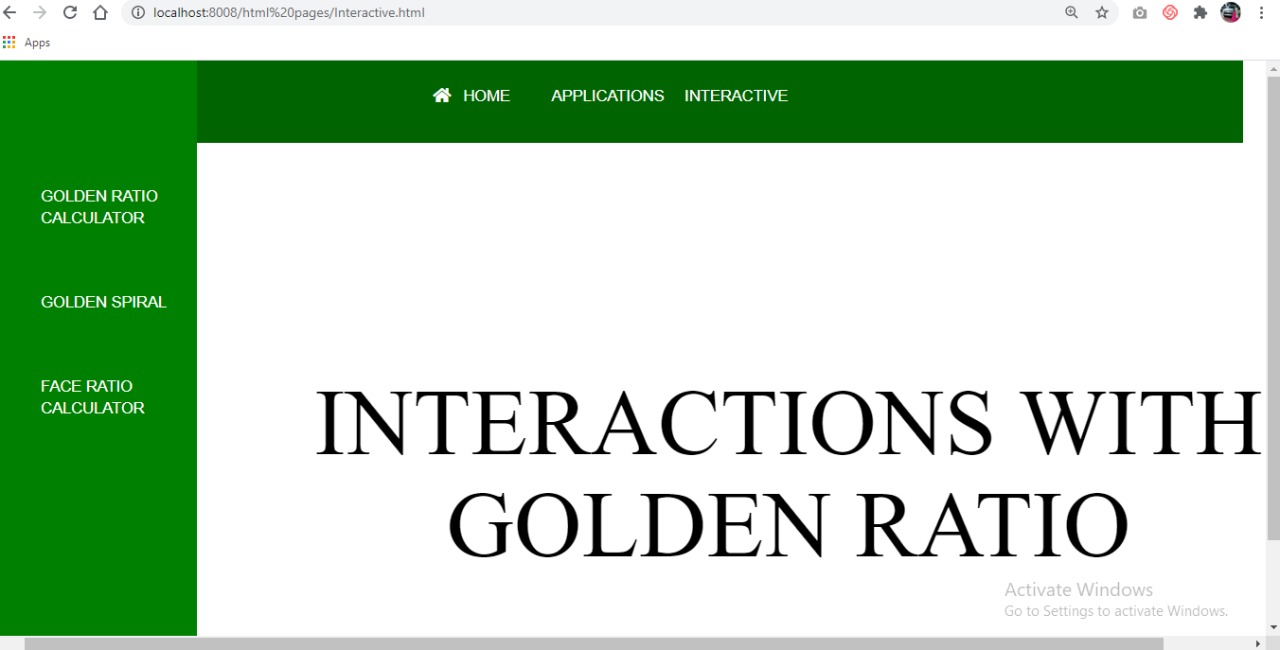 localhost:8008/html%20pages/Interactive.html
Apps
HOME APPLICATIONS INTERACTIVE
GOLDEN RATIO
CALCULATOR
GOLDEN SPIRAL
FACE RATIO
CALCULATOR
INTERACTIONS WITH
GOLDEN RATIO
Activate Windows
Go to Settings to activate Windows.